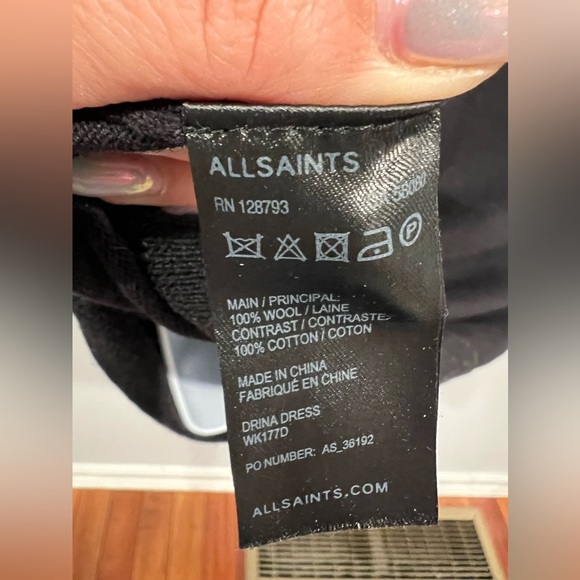 ALLSAINTS
RN 128793
P
MAIN / PRINCIPAL:
100% WOOL / LAINE
CONTRAST / CONTRASTE:
100% COTTON / COTON
MADE IN CHINA
FABRIQUÉ EN CHINE
DRINA DRESS
WK177D
PO NUMBER: AS_36192
ALLSAINTS.COM